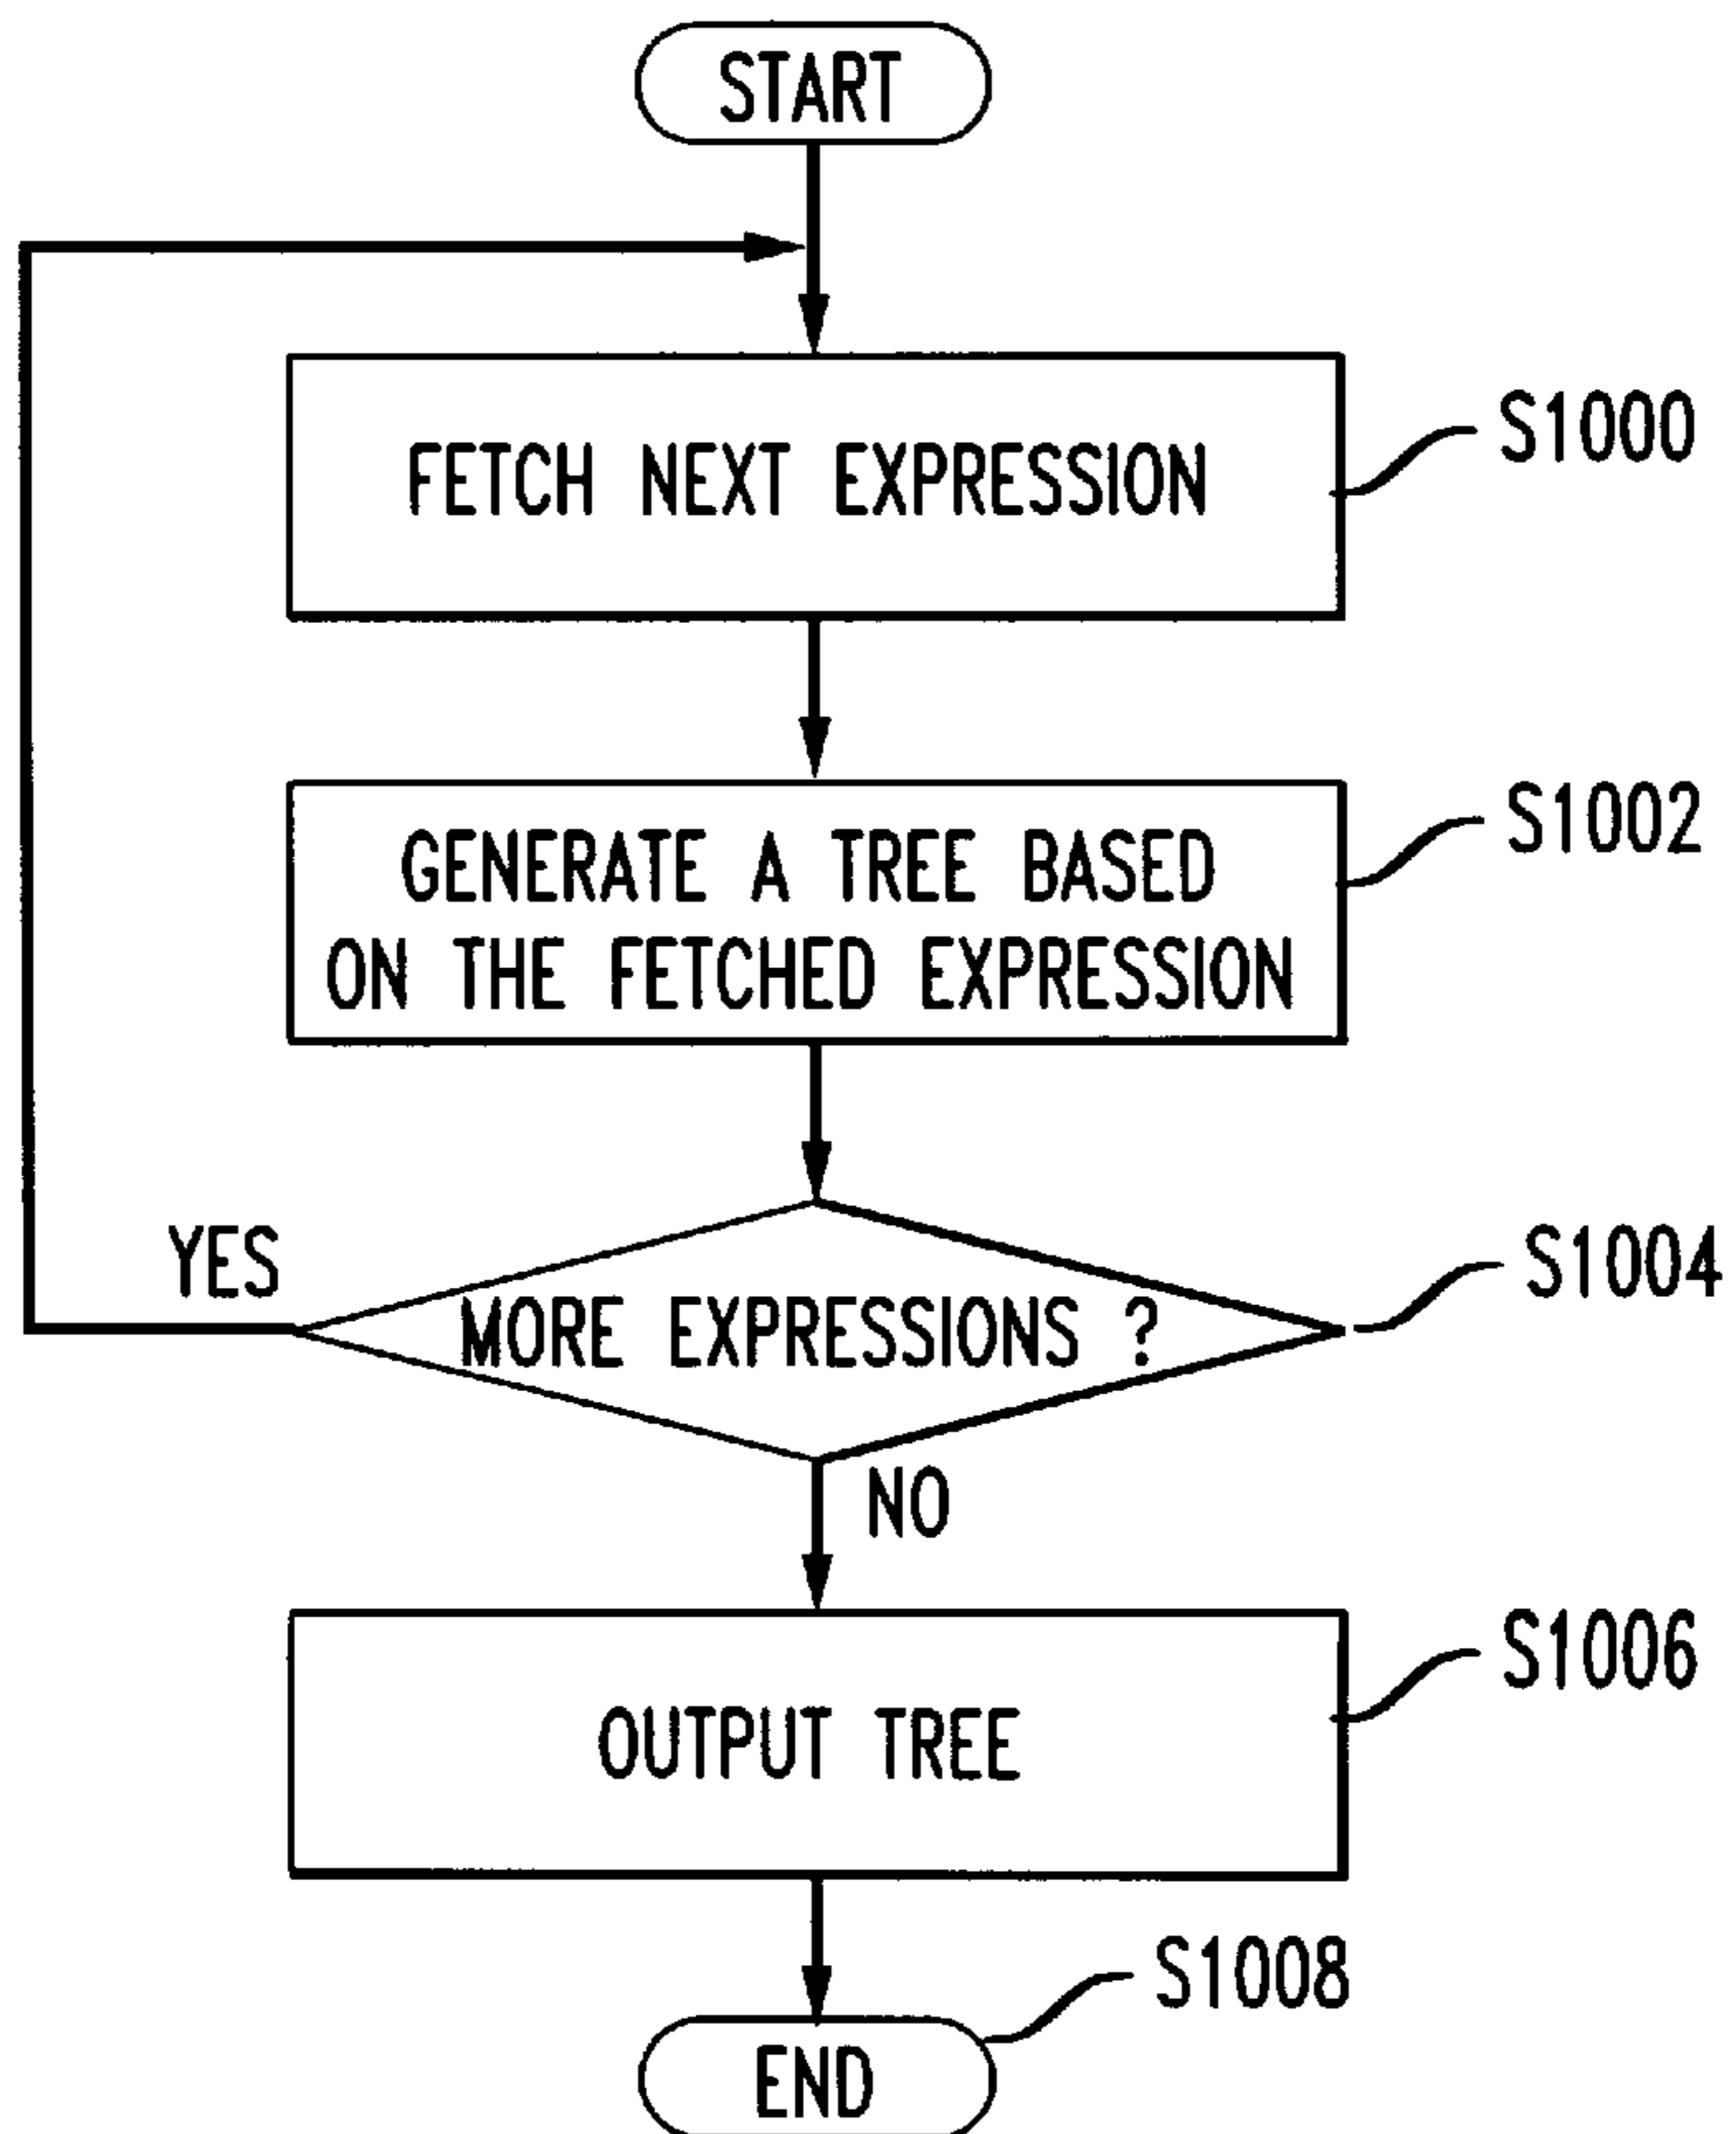 START
FETCH NEXT EXPRESSION
S1000
GENERATE A TREE BASED
ON THE FETCHED EXPRESSION
S1002
YES
MORE EXPRESSIONS ?
S1004
NO
OUTPUT TREE
S1006
S1008
END